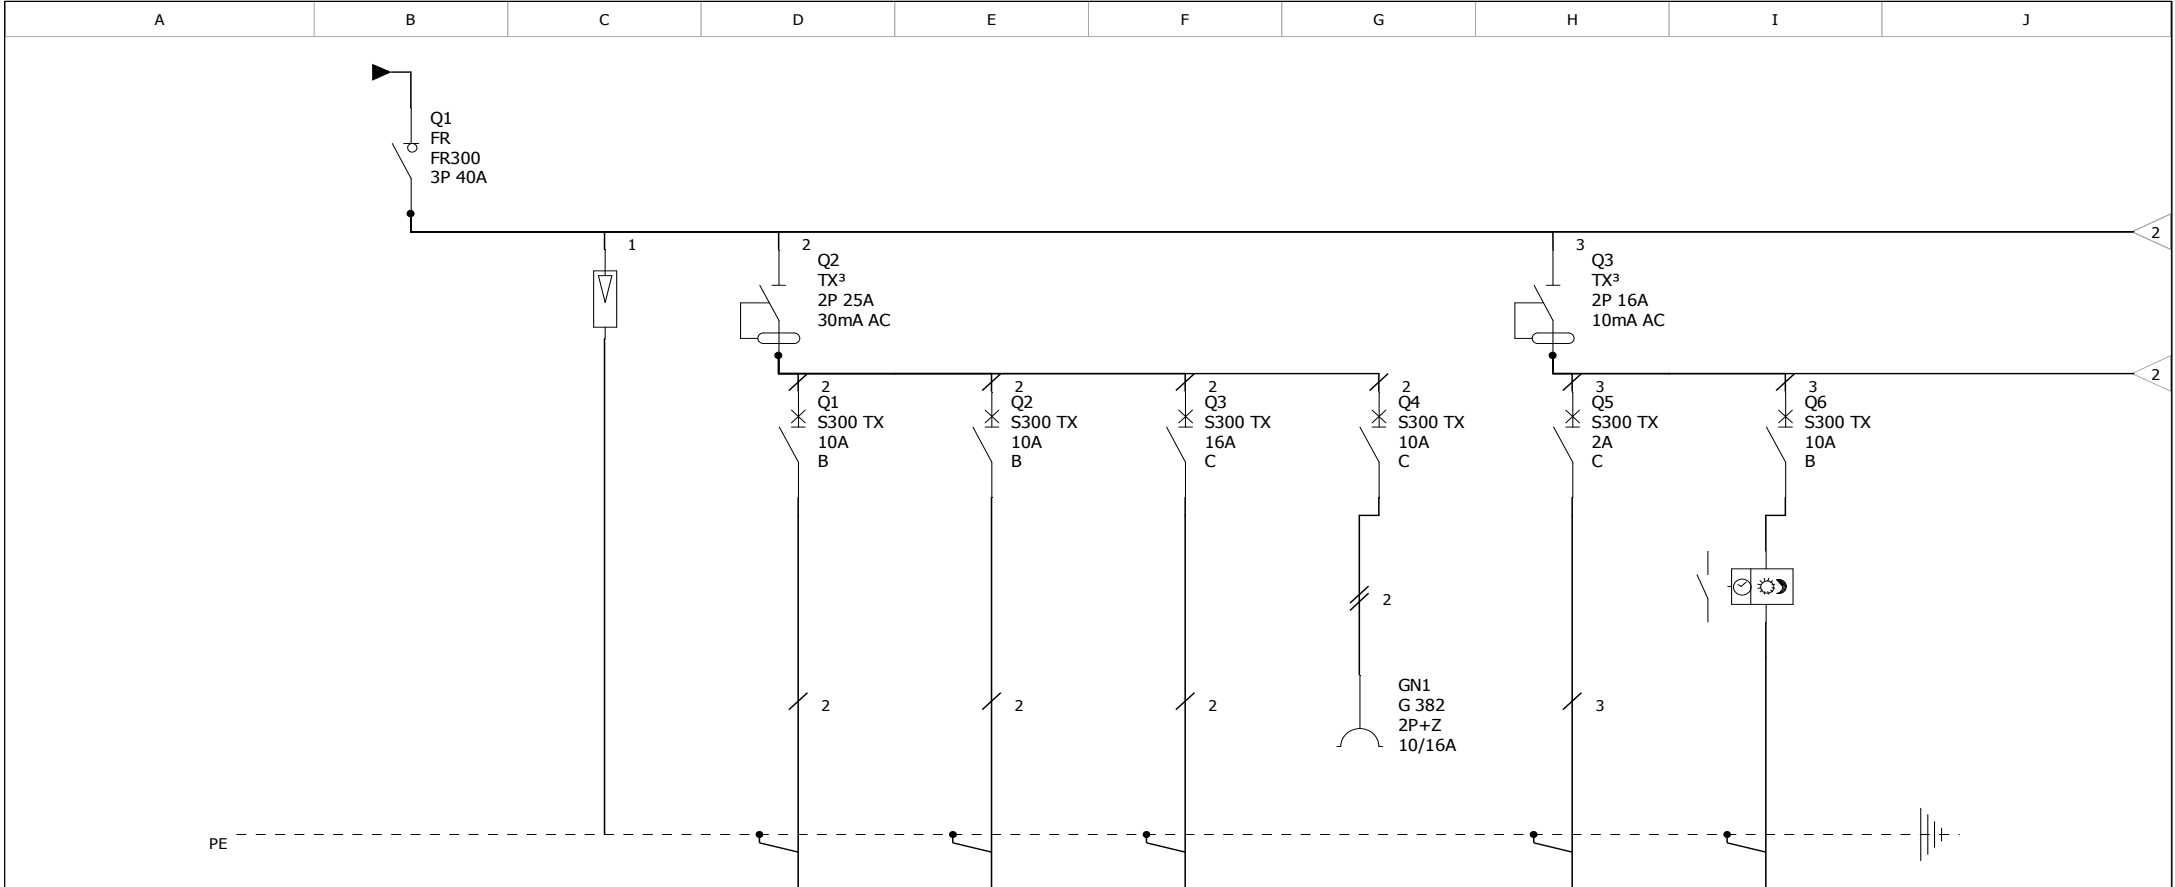 A B C D E F G H I J
Q1
FR
FR300
3P 40A
2
1
2
Q2
TX³
2P 25A
30mA AC
3
Q3
TX³
2P 16A
10mA AC
2
2
Q1
S300 TX
10A
B
2
Q2
S300 TX
10A
B
2
Q3
S300 TX
16A
C
2
Q4
S300 TX
10A
C
3
Q5
S300 TX
2A
C
3
Q6
S300 TX
10A
B
2
GN1
G 382
2P+Z
10/16A
2
2
2
3
PE